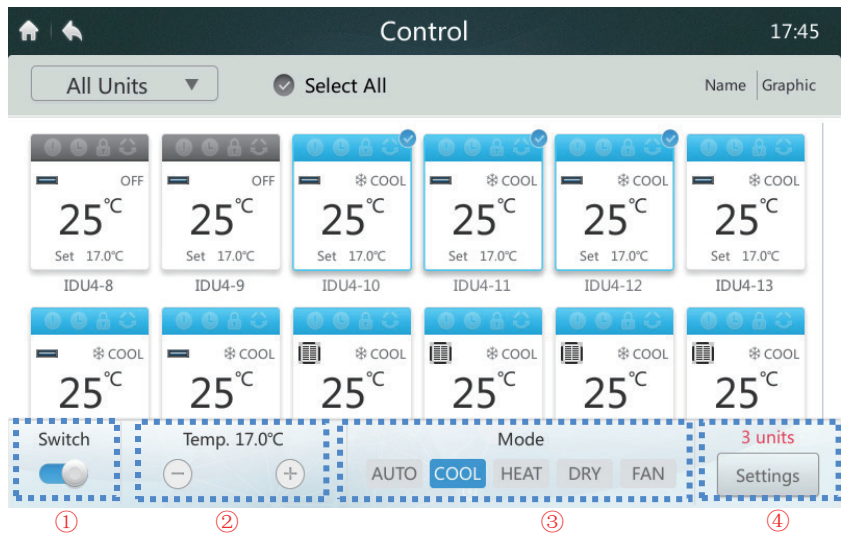 Control 17:45
All Units ▼ Select All Name Graphic
OFF OFF COOL COOL COOL COOL
25℃ 25℃ 25℃ 25℃ 25℃ 25℃
Set 17.0℃ Set 17.0℃ Set 17.0℃ Set 17.0℃ Set 17.0℃ Set 17.0℃
IDU4-8 IDU4-9 IDU4-10 IDU4-11 IDU4-12 IDU4-13
COOL COOL COOL COOL COOL COOL
25℃ 25℃ 25℃ 25℃ 25℃ 25℃
Switch Temp. 17.0℃ Mode 3 units
AUTO COOL HEAT DRY FAN Settings
① ② ③ ④